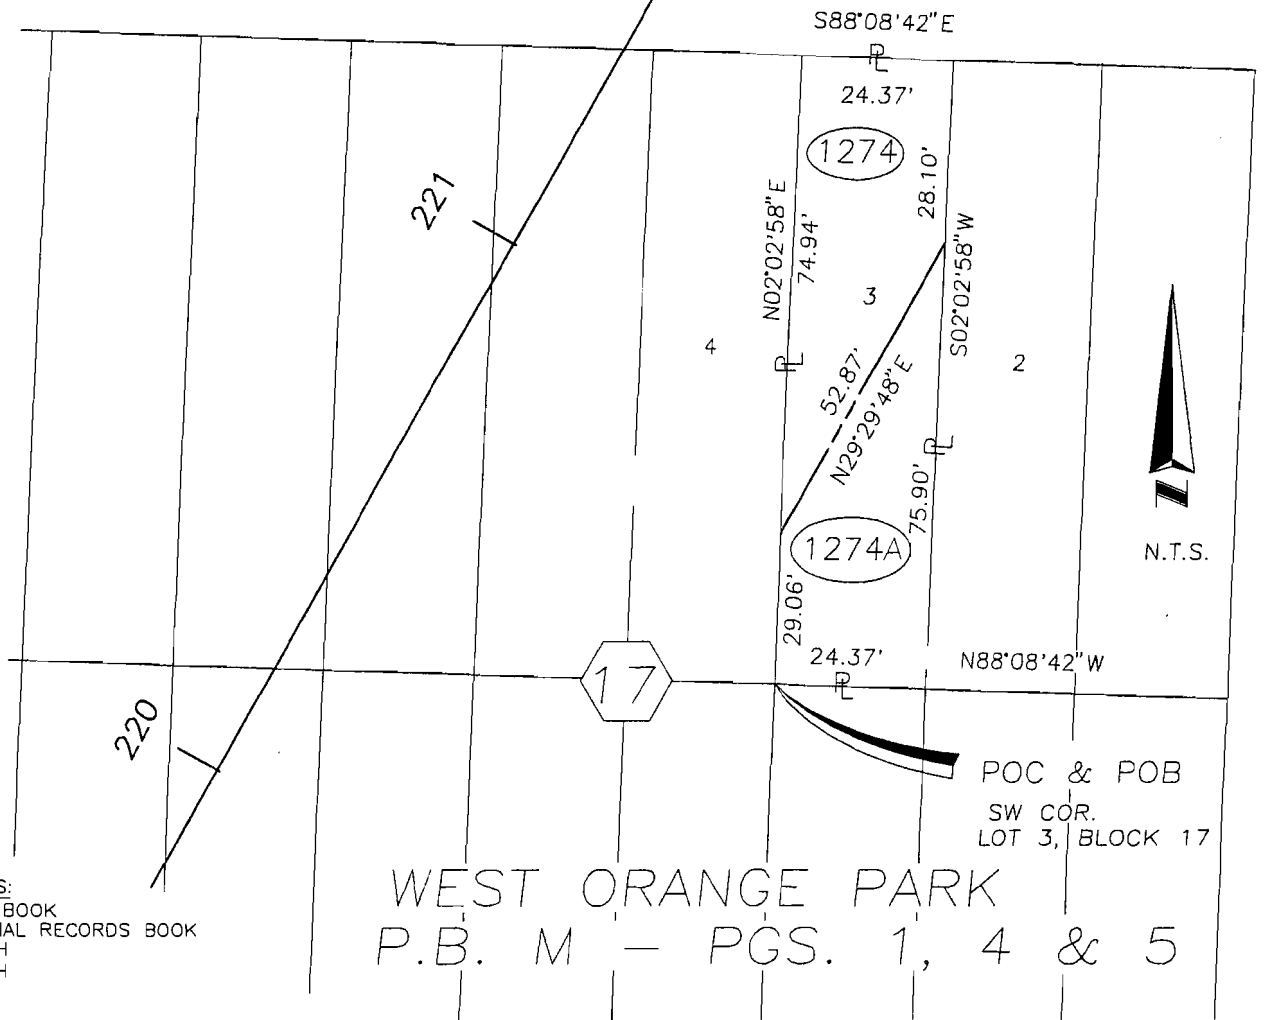 S88°08'42"E
PL
24.37'
1274
221
N02°02'58"E
74.94'
28.10'
S02°02'58"W
3
4
2
PL
52.87'
N29°29'48"E
PL
75.90'
1274A
N.T.S.
29.06'
24.37'
N88°08'42"W
PL
17
220
POC & POB
SW COR.
LOT 3, BLOCK 17
WEST ORANGE PARK
P.B. M - PGS. 1, 4 & 5
S:
BOOK
IAL RECORDS BOOK
H
H
N